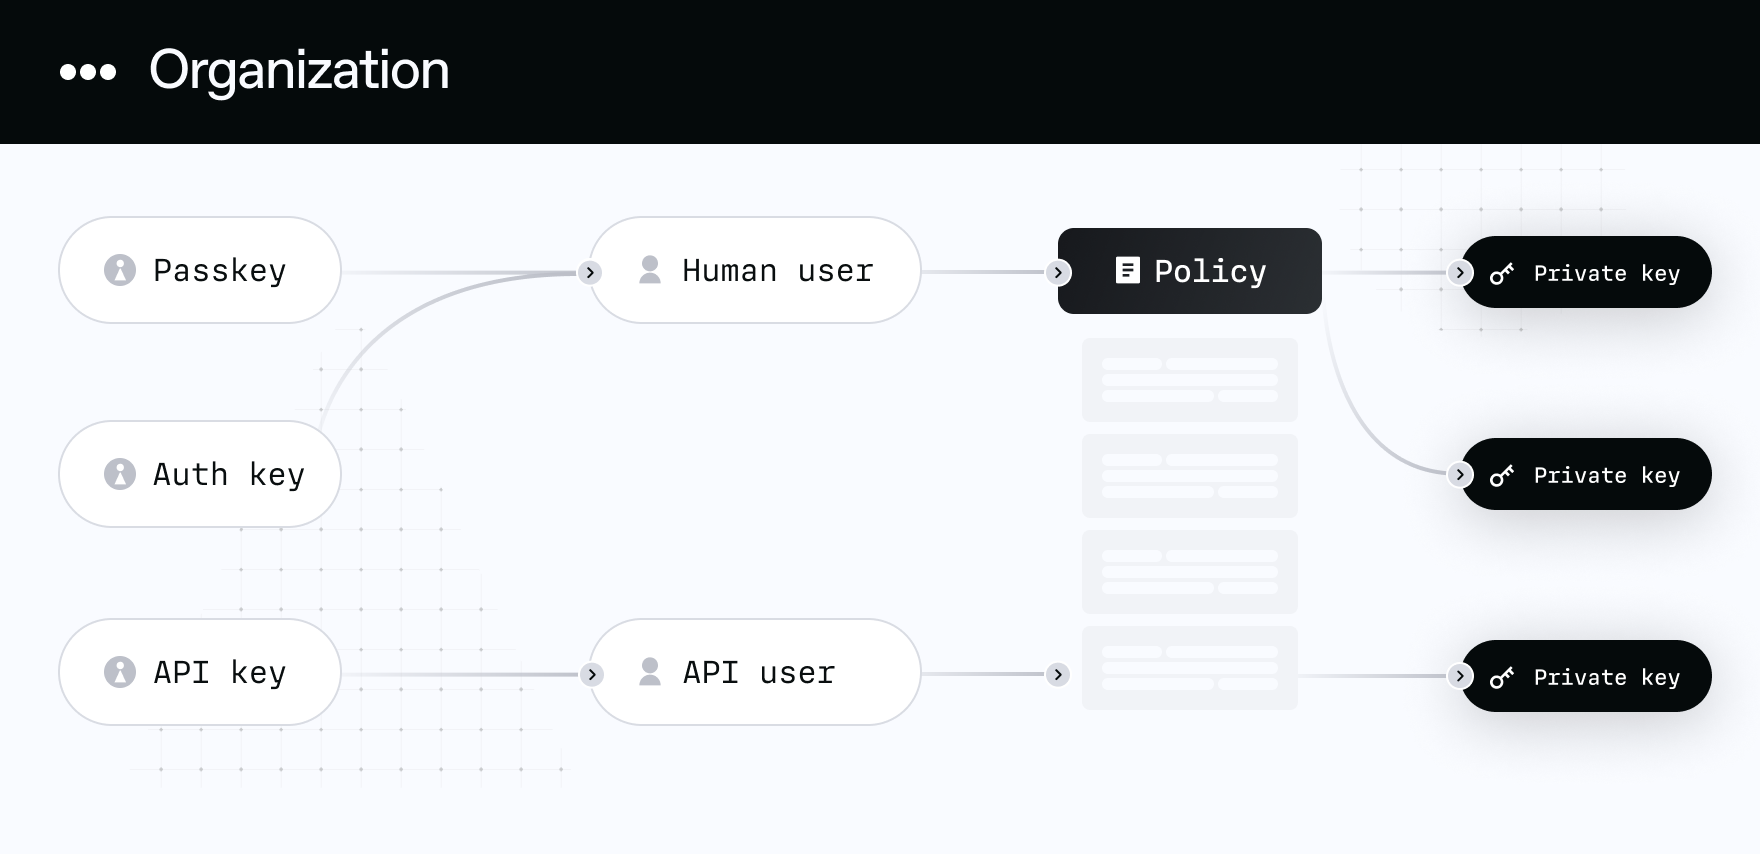 Organization
Passkey
Human user
Policy
Private key
Auth key
Private key
API key
API user
Private key